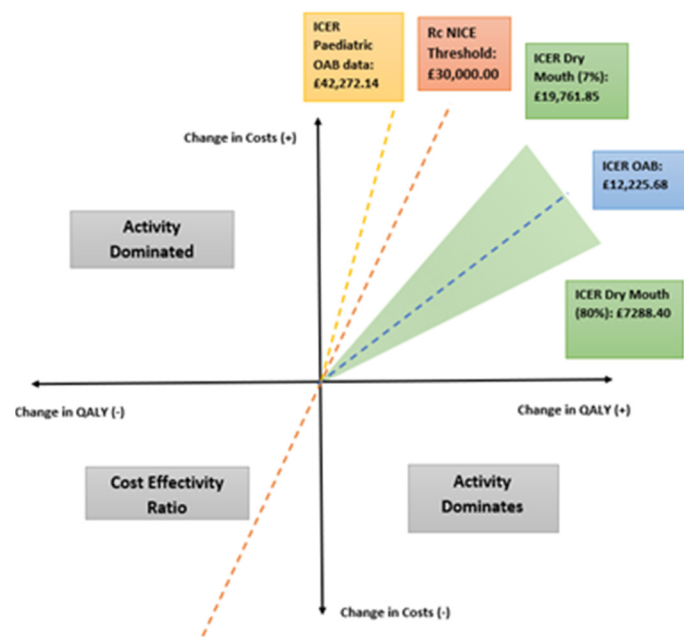 ICER
Paediatric
OAB data:
£42,272.14
Rc NICE
Threshold:
£30,000.00
ICER Dry
Mouth (7%):
£19,761.85
Change in Costs (+)
ICER OAB:
£12,225.68
Activity
Dominated
ICER Dry Mouth
(80%): £7288.40
Change in QALY (-)
Change in QALY (+)
Cost Effectivity
Ratio
Activity
Dominates
Change in Costs (-)